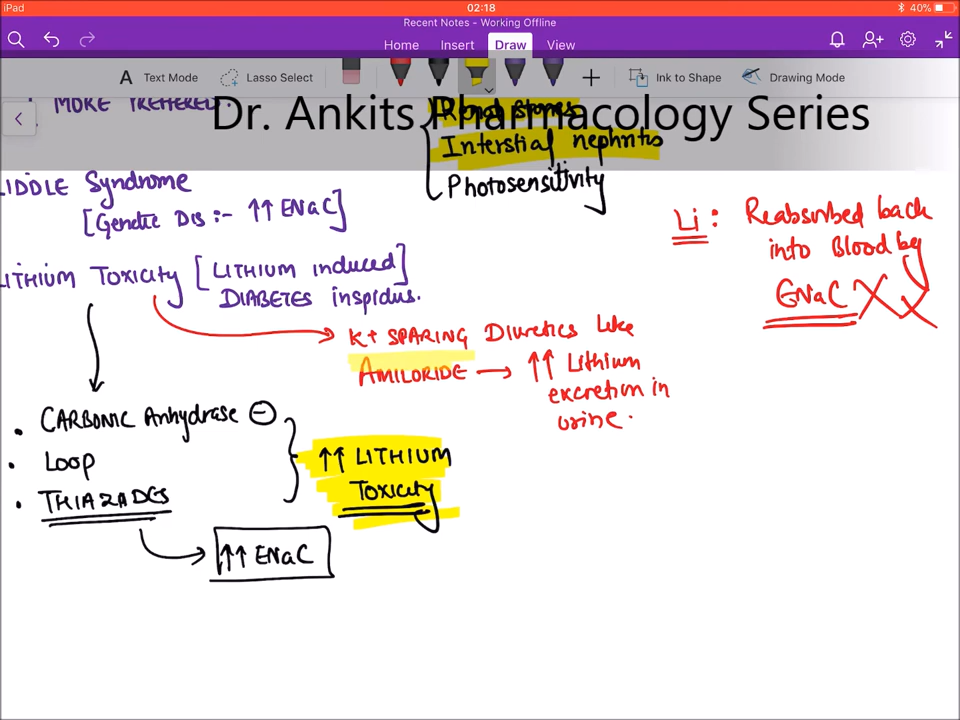 iPad
02:18
40%
Recent Notes - Working Offline
Home Insert Draw View
Text Mode Lasso Select Ink to Shape Drawing Mode
MORE PREFERED.
Dr. Ankits Pharmacology Series
Interstial nephritis
Photosensitivity
LIDDLE Syndrome
[Genetic Dis :- ↑↑ ENaC]
LITHIUM Toxicity [LITHIUM induced
DIABETES inspidus.]
Li : Reabsorbed back
into Blood by
ENaC
K+ SPARING Diuretics like
AMILORIDE → ↑↑ Lithium
excretion in
urine.
• CARBONIC Anhydrase ⊖
• Loop
• THIAZADES
↑↑ LITHIUM
Toxicity
↑↑ ENaC